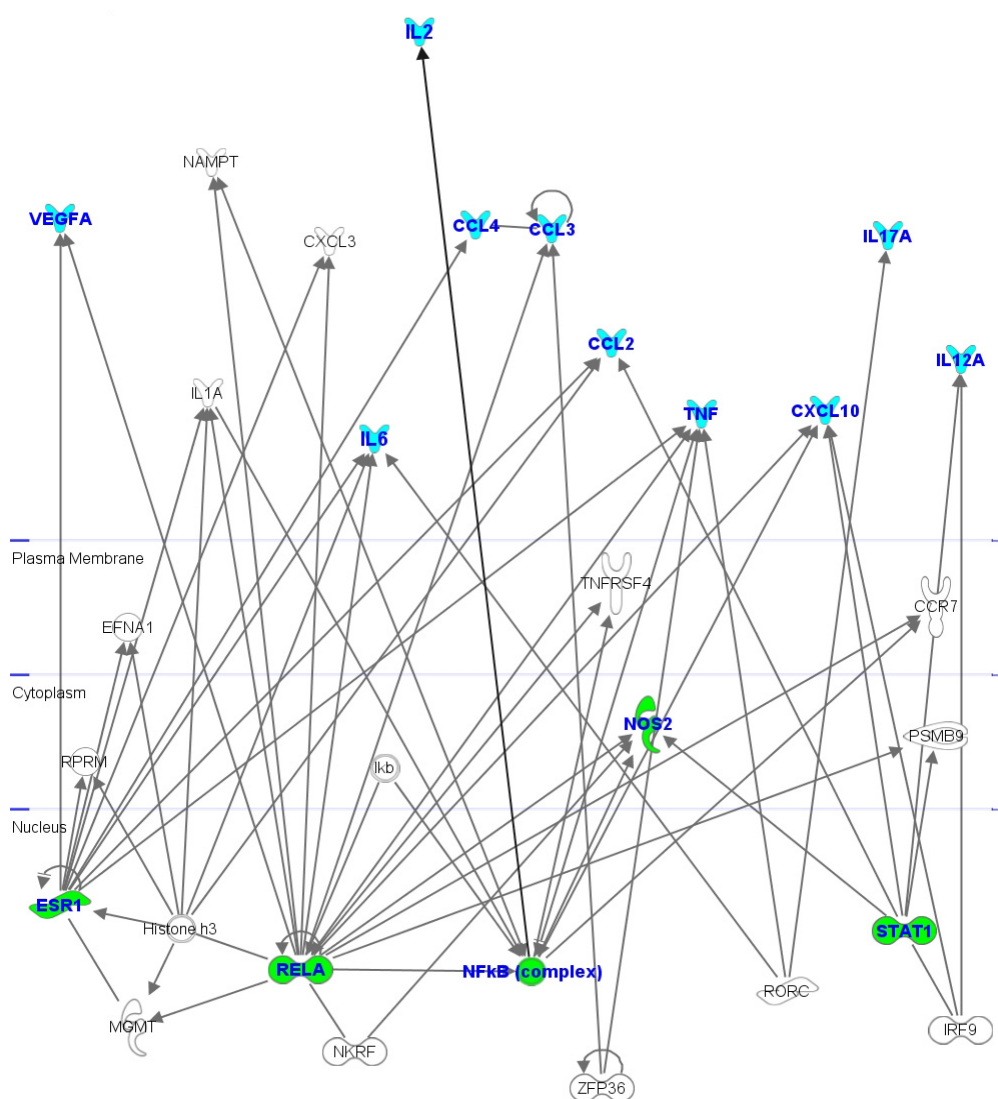 IL2
NAMPT
VEGFA
CXCL3
CCL4
CCL3
IL17A
CCL2
IL12A
IL1A
IL6
TNF
CXCL10
Plasma Membrane
TNFRSF4
CCR7
EFNA1
Cytoplasm
NOS2
PSMB9
RPRM
Ikb
Nucleus
ESR1
Histone h3
STAT1
RELA
NFkB (complex)
RORC
MGMT
NKRF
IRF9
ZFP36